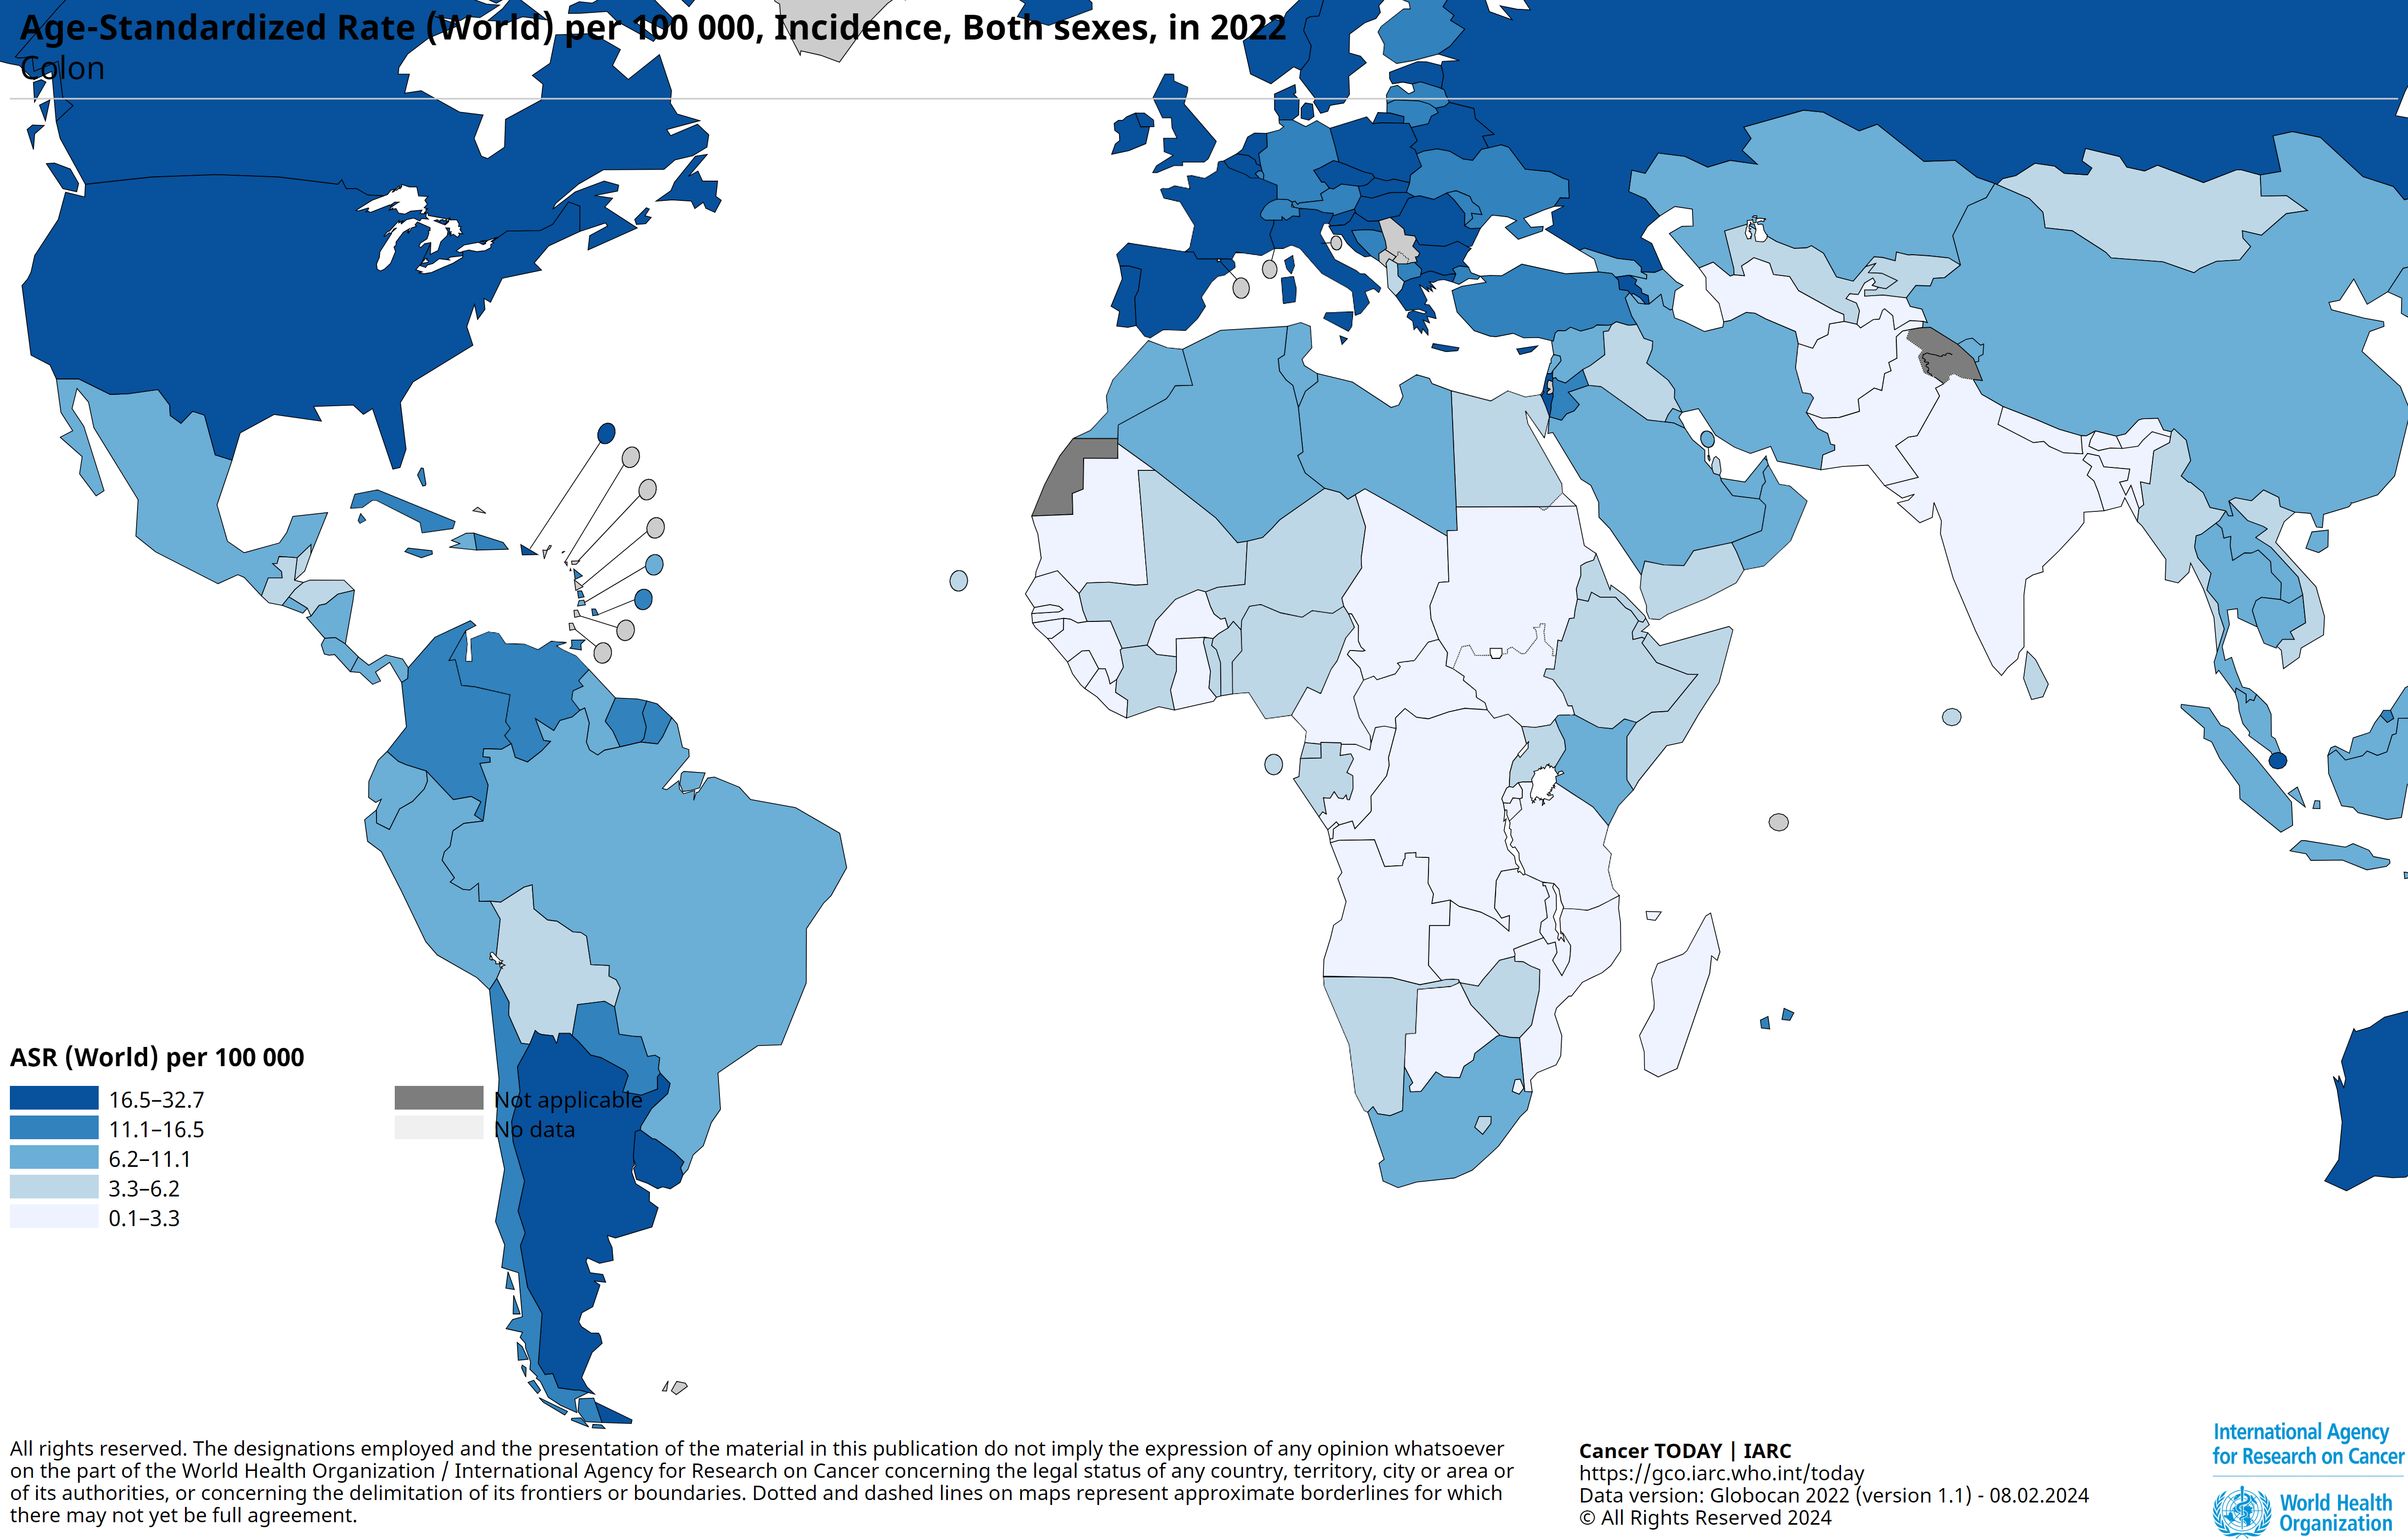 Age-Standardized Rate (World) per 100 000, Incidence, Both sexes, in 2022
Colon
ASR (World) per 100 000
16.5–32.7
11.1–16.5
6.2–11.1
3.3–6.2
0.1–3.3
Not applicable
No data
All rights reserved. The designations employed and the presentation of the material in this publication do not imply the expression of any opinion whatsoever
on the part of the World Health Organization / International Agency for Research on Cancer concerning the legal status of any country, territory, city or area or
of its authorities, or concerning the delimitation of its frontiers or boundaries. Dotted and dashed lines on maps represent approximate borderlines for which
there may not yet be full agreement.
Cancer TODAY | IARC
https://gco.iarc.who.int/today
Data version: Globocan 2022 (version 1.1) - 08.02.2024
© All Rights Reserved 2024
International Agency
for Research on Cancer
World Health
Organization